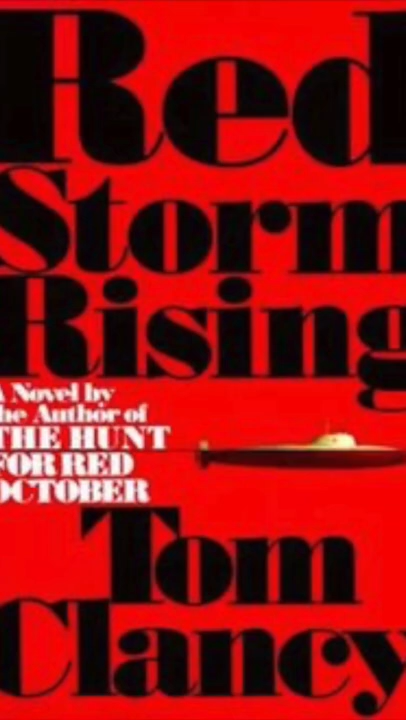 Red
Storm
Rising
A Novel by
the Author of
THE HUNT
FOR RED
OCTOBER
Tom
Clancy